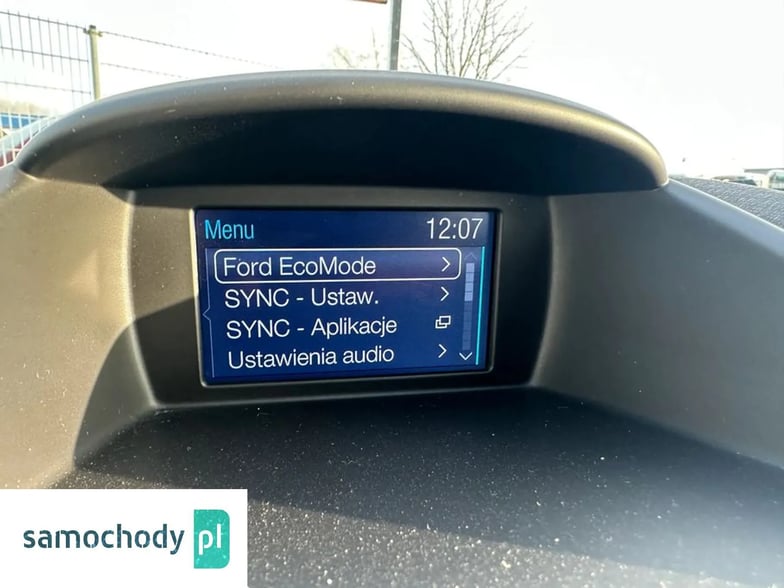 Menu 12:07
Ford EcoMode
SYNC - Ustaw.
SYNC - Aplikacje
Ustawienia audio
samochody pl